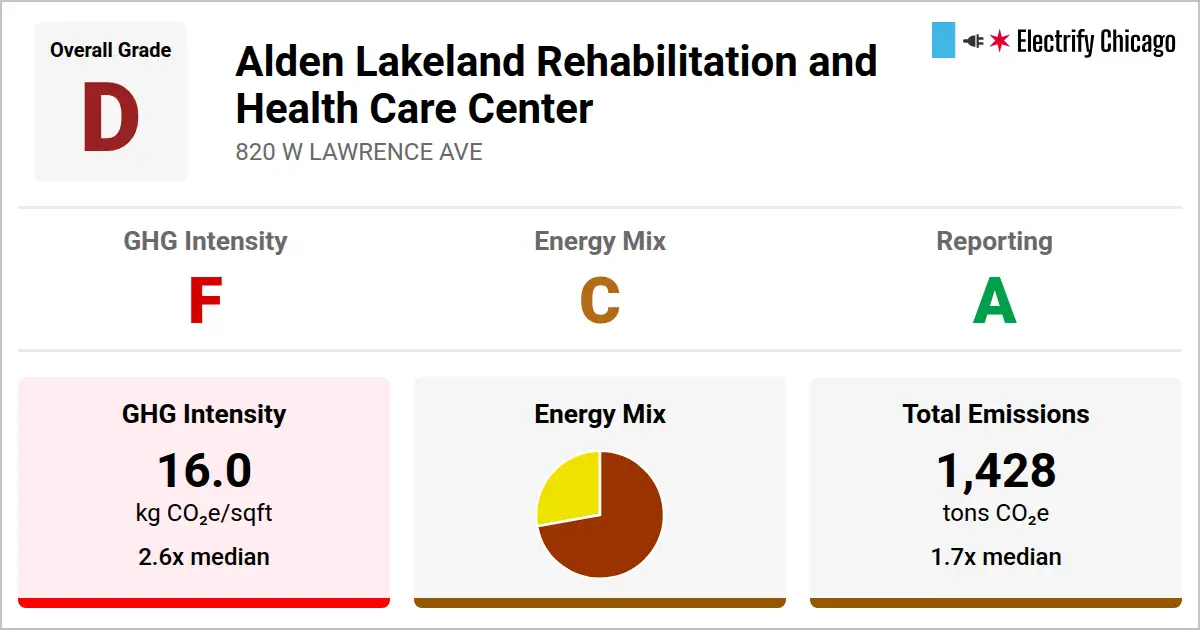 Overall Grade
D
Alden Lakeland Rehabilitation and
Health Care Center
820 W LAWRENCE AVE
Electrify Chicago
GHG Intensity
F
Energy Mix
C
Reporting
A
GHG Intensity
16.0
kg CO₂e/sqft
2.6x median
Energy Mix
Total Emissions
1,428
tons CO₂e
1.7x median